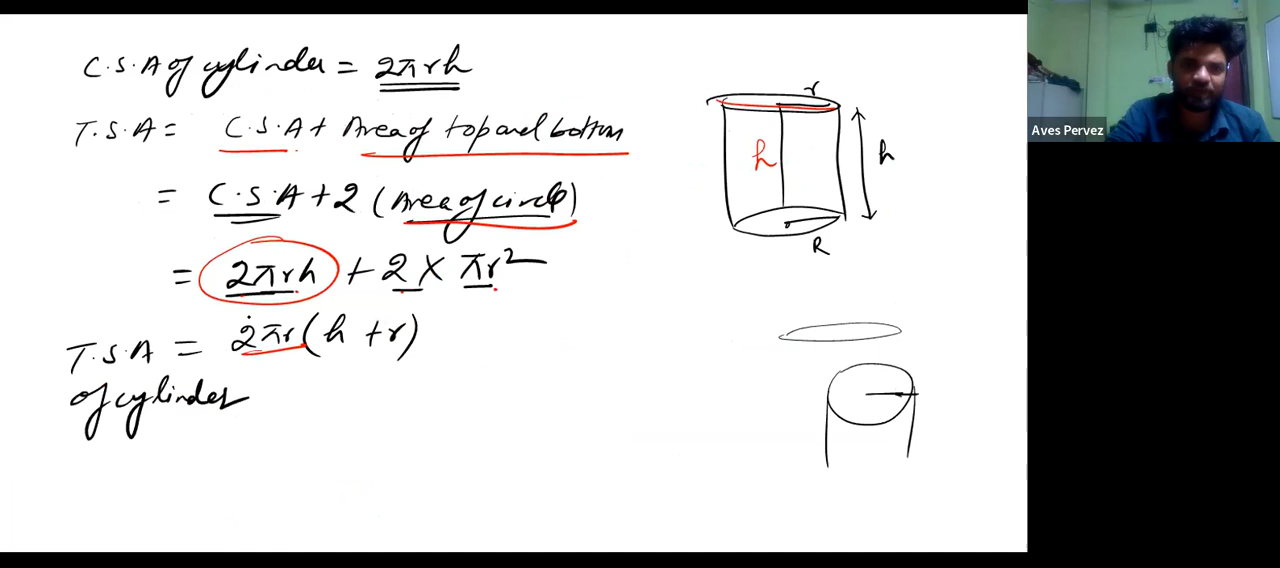 C.S.A of cylinder = 2πrh
T.S.A = C.S.A + Area of top and bottom
= C.S.A + 2 (Area of circle)
= 2πrh + 2 × πr²
T.S.A = 2πr(h + r)
of cylinder
r
h
h
R
Aves Pervez